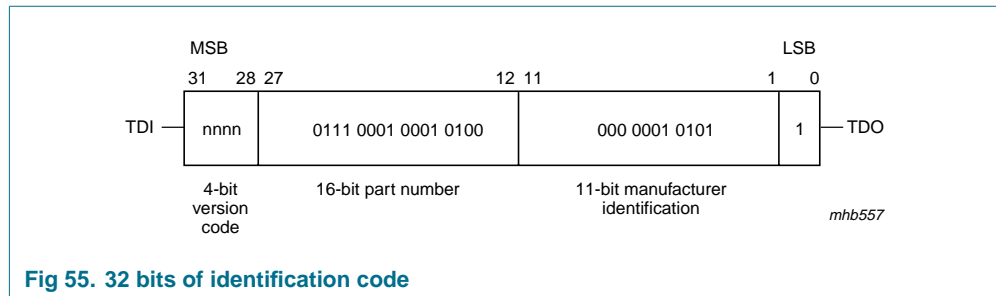 MSB LSB
31 28 27 12 11 1 0
TDI nnnn 0111 0001 0001 0100 000 0001 0101 1 TDO
4-bit 16-bit part number 11-bit manufacturer
version identification
code
mhb557
Fig 55. 32 bits of identification code